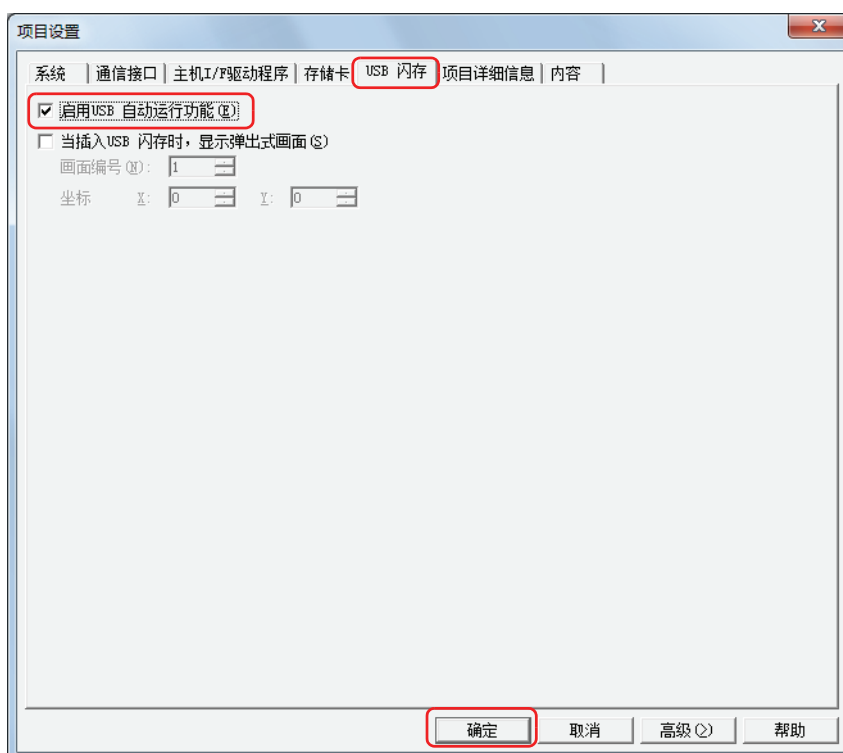 项目设置
系统 通信接口 主机I/F驱动程序 存储卡 USB 闪存 项目详细信息 内容
启用USB 自动运行功能(E)
当插入USB 闪存时，显示弹出式画面(S)
画面编号(N): 1
坐标 X: 0 Y: 0
确定 取消 高级(>) 帮助